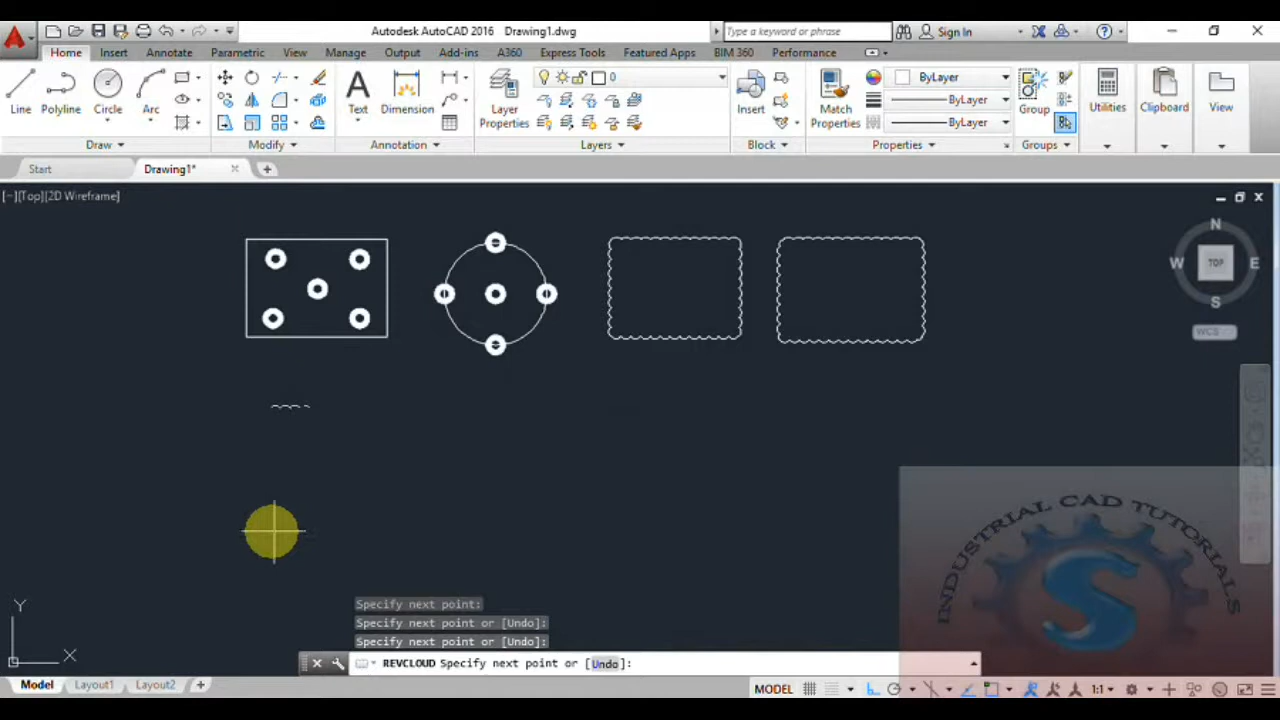 Autodesk AutoCAD 2016 Drawing1.dwg
Type a keyword or phrase
Sign In
Home Insert Annotate Parametric View Manage Output Add-ins A360 Express Tools Featured Apps BIM 360 Performance
Line Polyline Circle Arc
Text Dimension
Layer Properties
0
Insert
Match Properties
ByLayer
ByLayer
ByLayer
Group
Utilities
Clipboard
View
Draw Modify Annotation Layers Block Properties Groups
Start Drawing1*
[−][Top][2D Wireframe]
N
W TOP E
S
WCS
INDUSTRIAL CAD TUTORIALS
S
Y
X
Specify next point:
Specify next point or [Undo]:
Specify next point or [Undo]:
REVCLOUD Specify next point or [Undo]:
Model Layout1 Layout2
MODEL 1:1